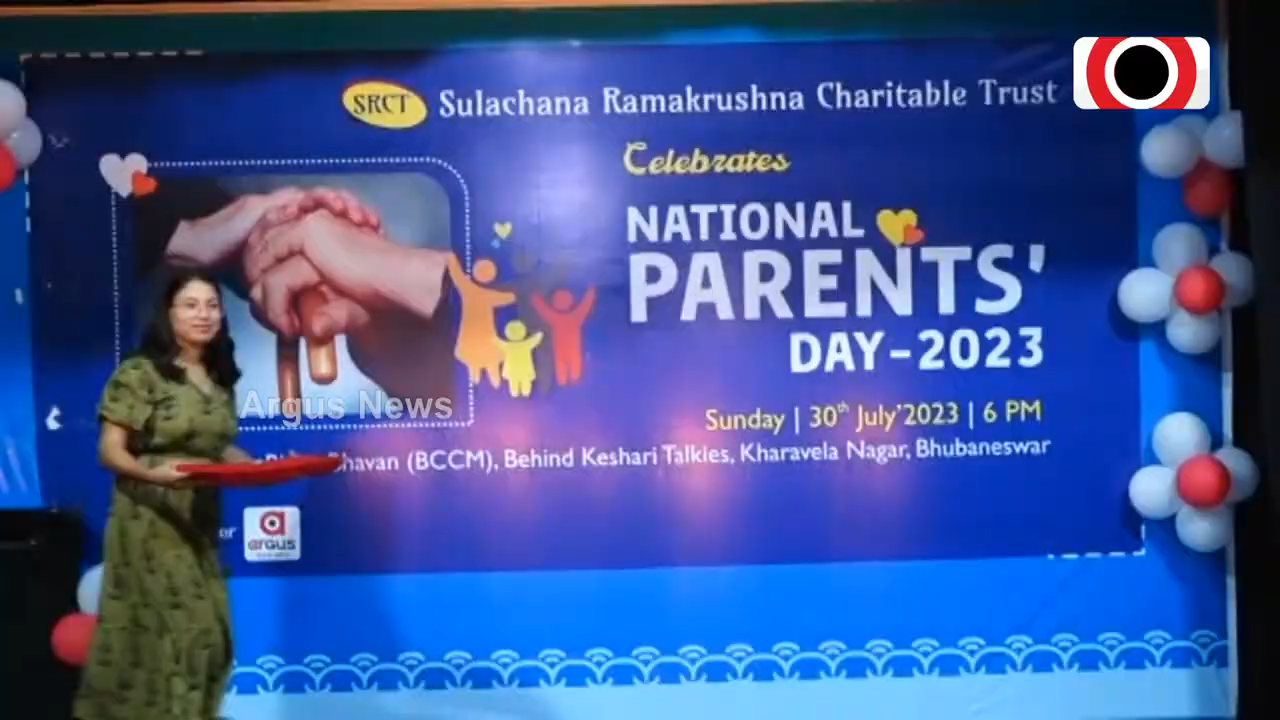 SRCT Sulachana Ramakrushna Charitable Trust
Celebrates
NATIONAL
PARENTS'
DAY-2023
Argus News
Sunday | 30th July'2023 | 6 PM
(BCCM), Behind Keshari Talkies, Kharavela Nagar, Bhubaneswar
argus